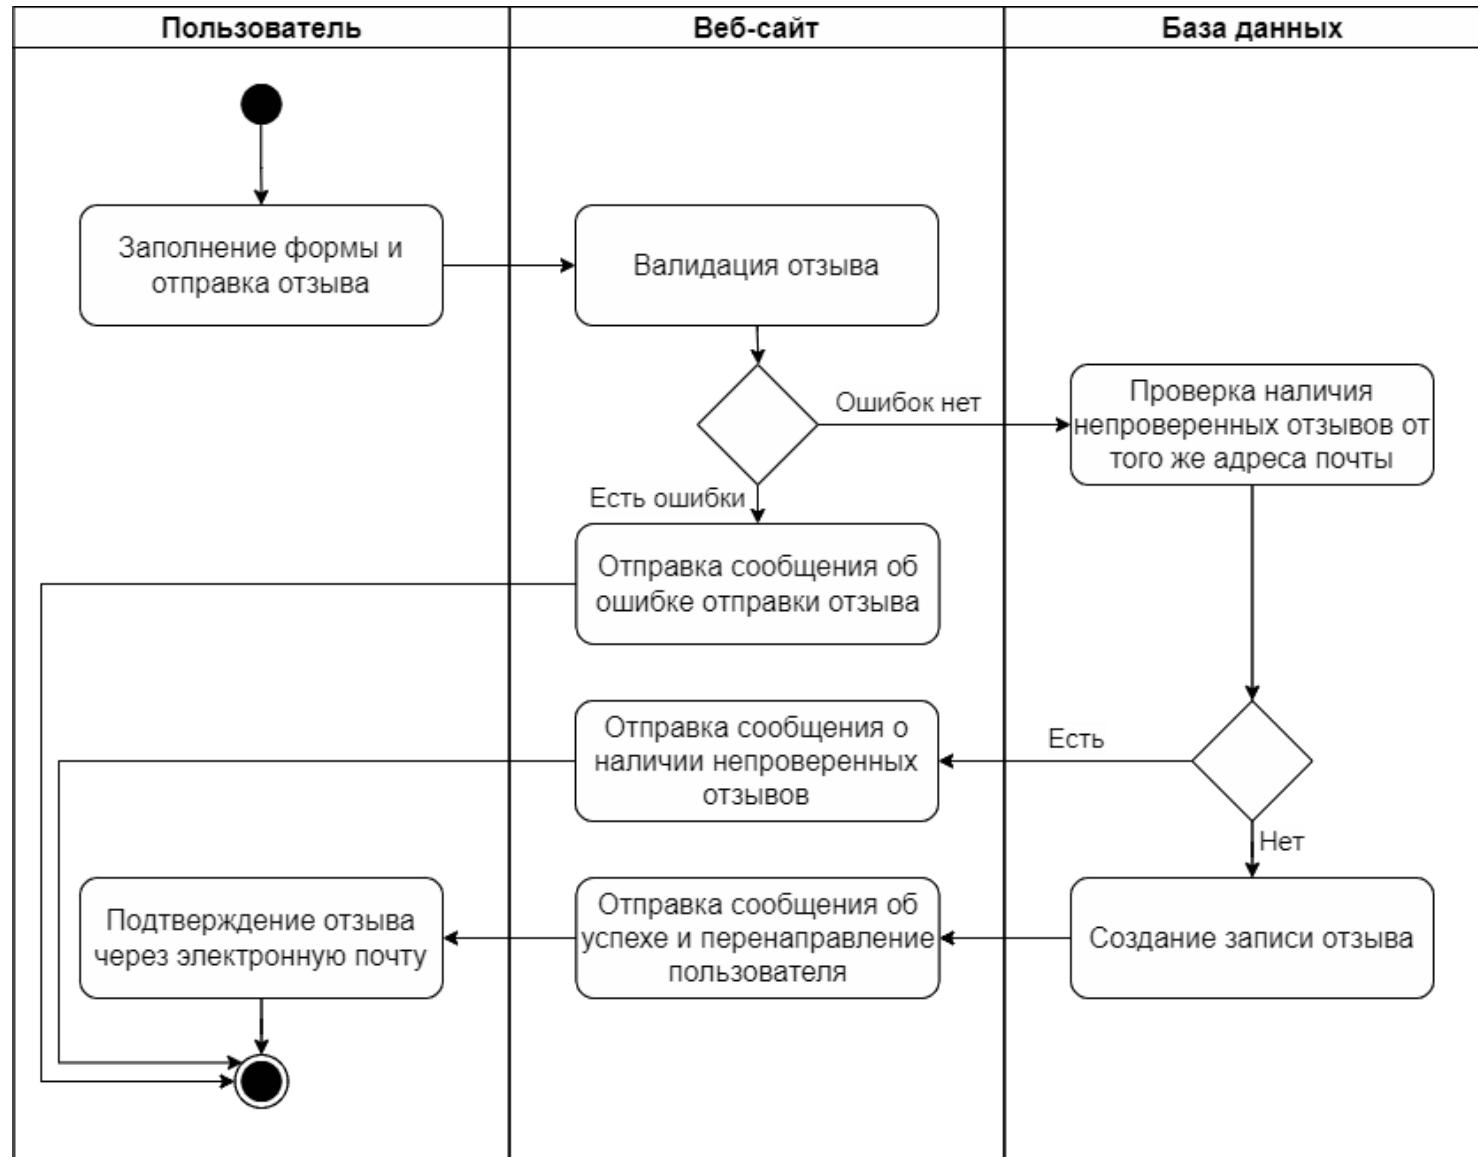 Пользователь
Веб-сайт
База данных
Заполнение формы и
отправка отзыва
Валидация отзыва
Ошибок нет
Проверка наличия
непроверенных отзывов от
того же адреса почты
Есть ошибки
Отправка сообщения об
ошибке отправки отзыва
Отправка сообщения о
наличии непроверенных
отзывов
Есть
Нет
Подтверждение отзыва
через электронную почту
Отправка сообщения об
успехе и перенаправление
пользователя
Создание записи отзыва